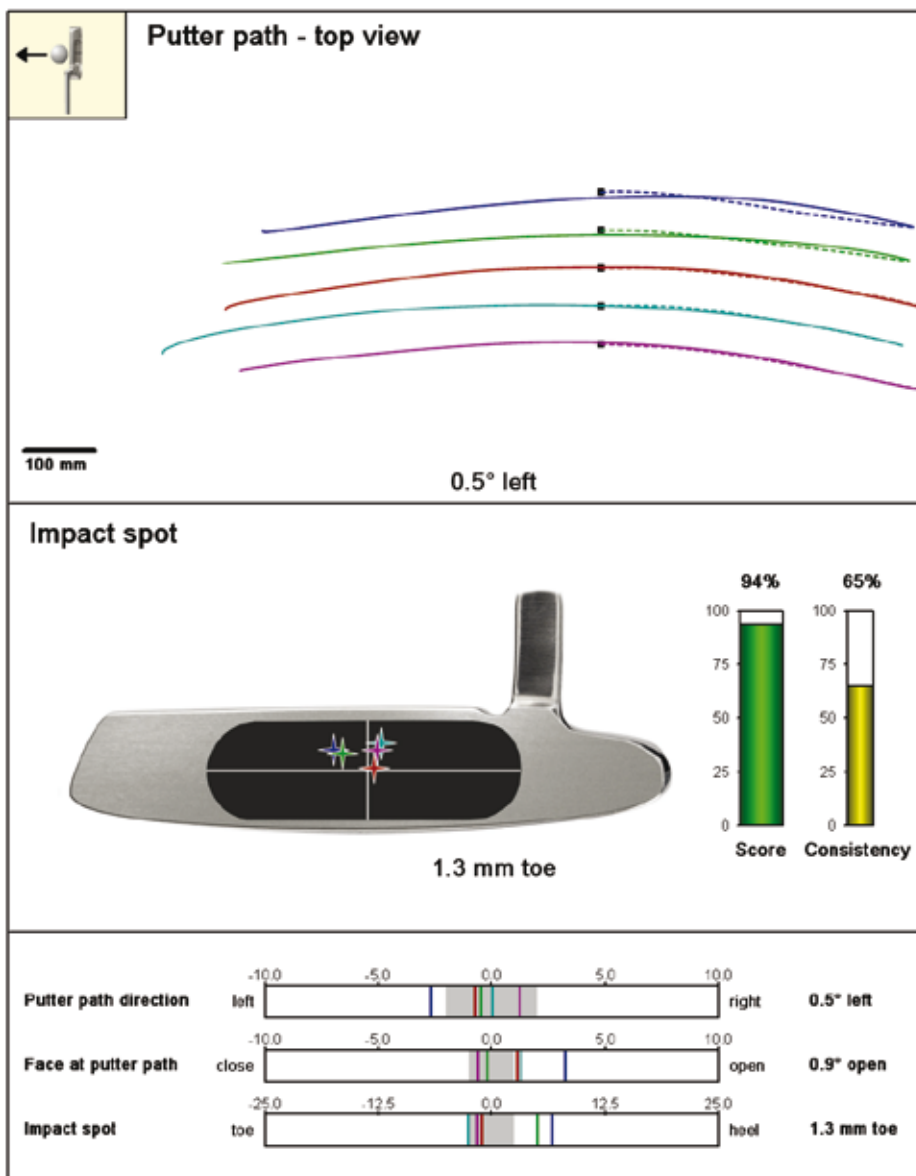 Putter path - top view
100 mm
0.5° left
Impact spot
94% 65%
100 100
75 75
50 50
25 25
0 0
Score Consistency
1.3 mm toe
-10.0 -5.0 0.0 5.0 10.0
Putter path direction left right 0.5° left
-10.0 -5.0 0.0 5.0 10.0
Face at putter path close open 0.9° open
-25.0 -12.5 0.0 12.5 25.0
Impact spot toe heel 1.3 mm toe